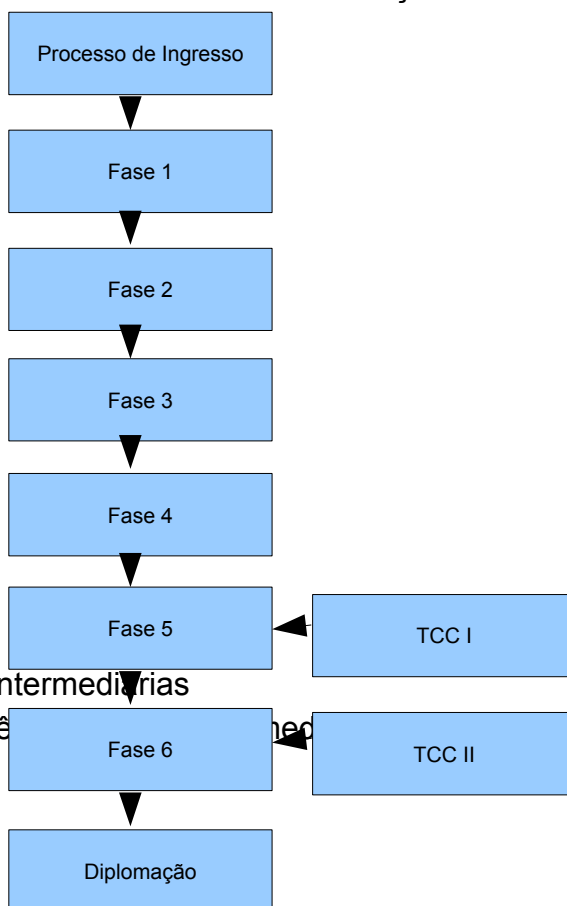 Processo de Ingresso
Fase 1
Fase 2
Fase 3
Fase 4
Fase 5
TCC I
ntermediárias
Fase 6
TCC II
Diplomação